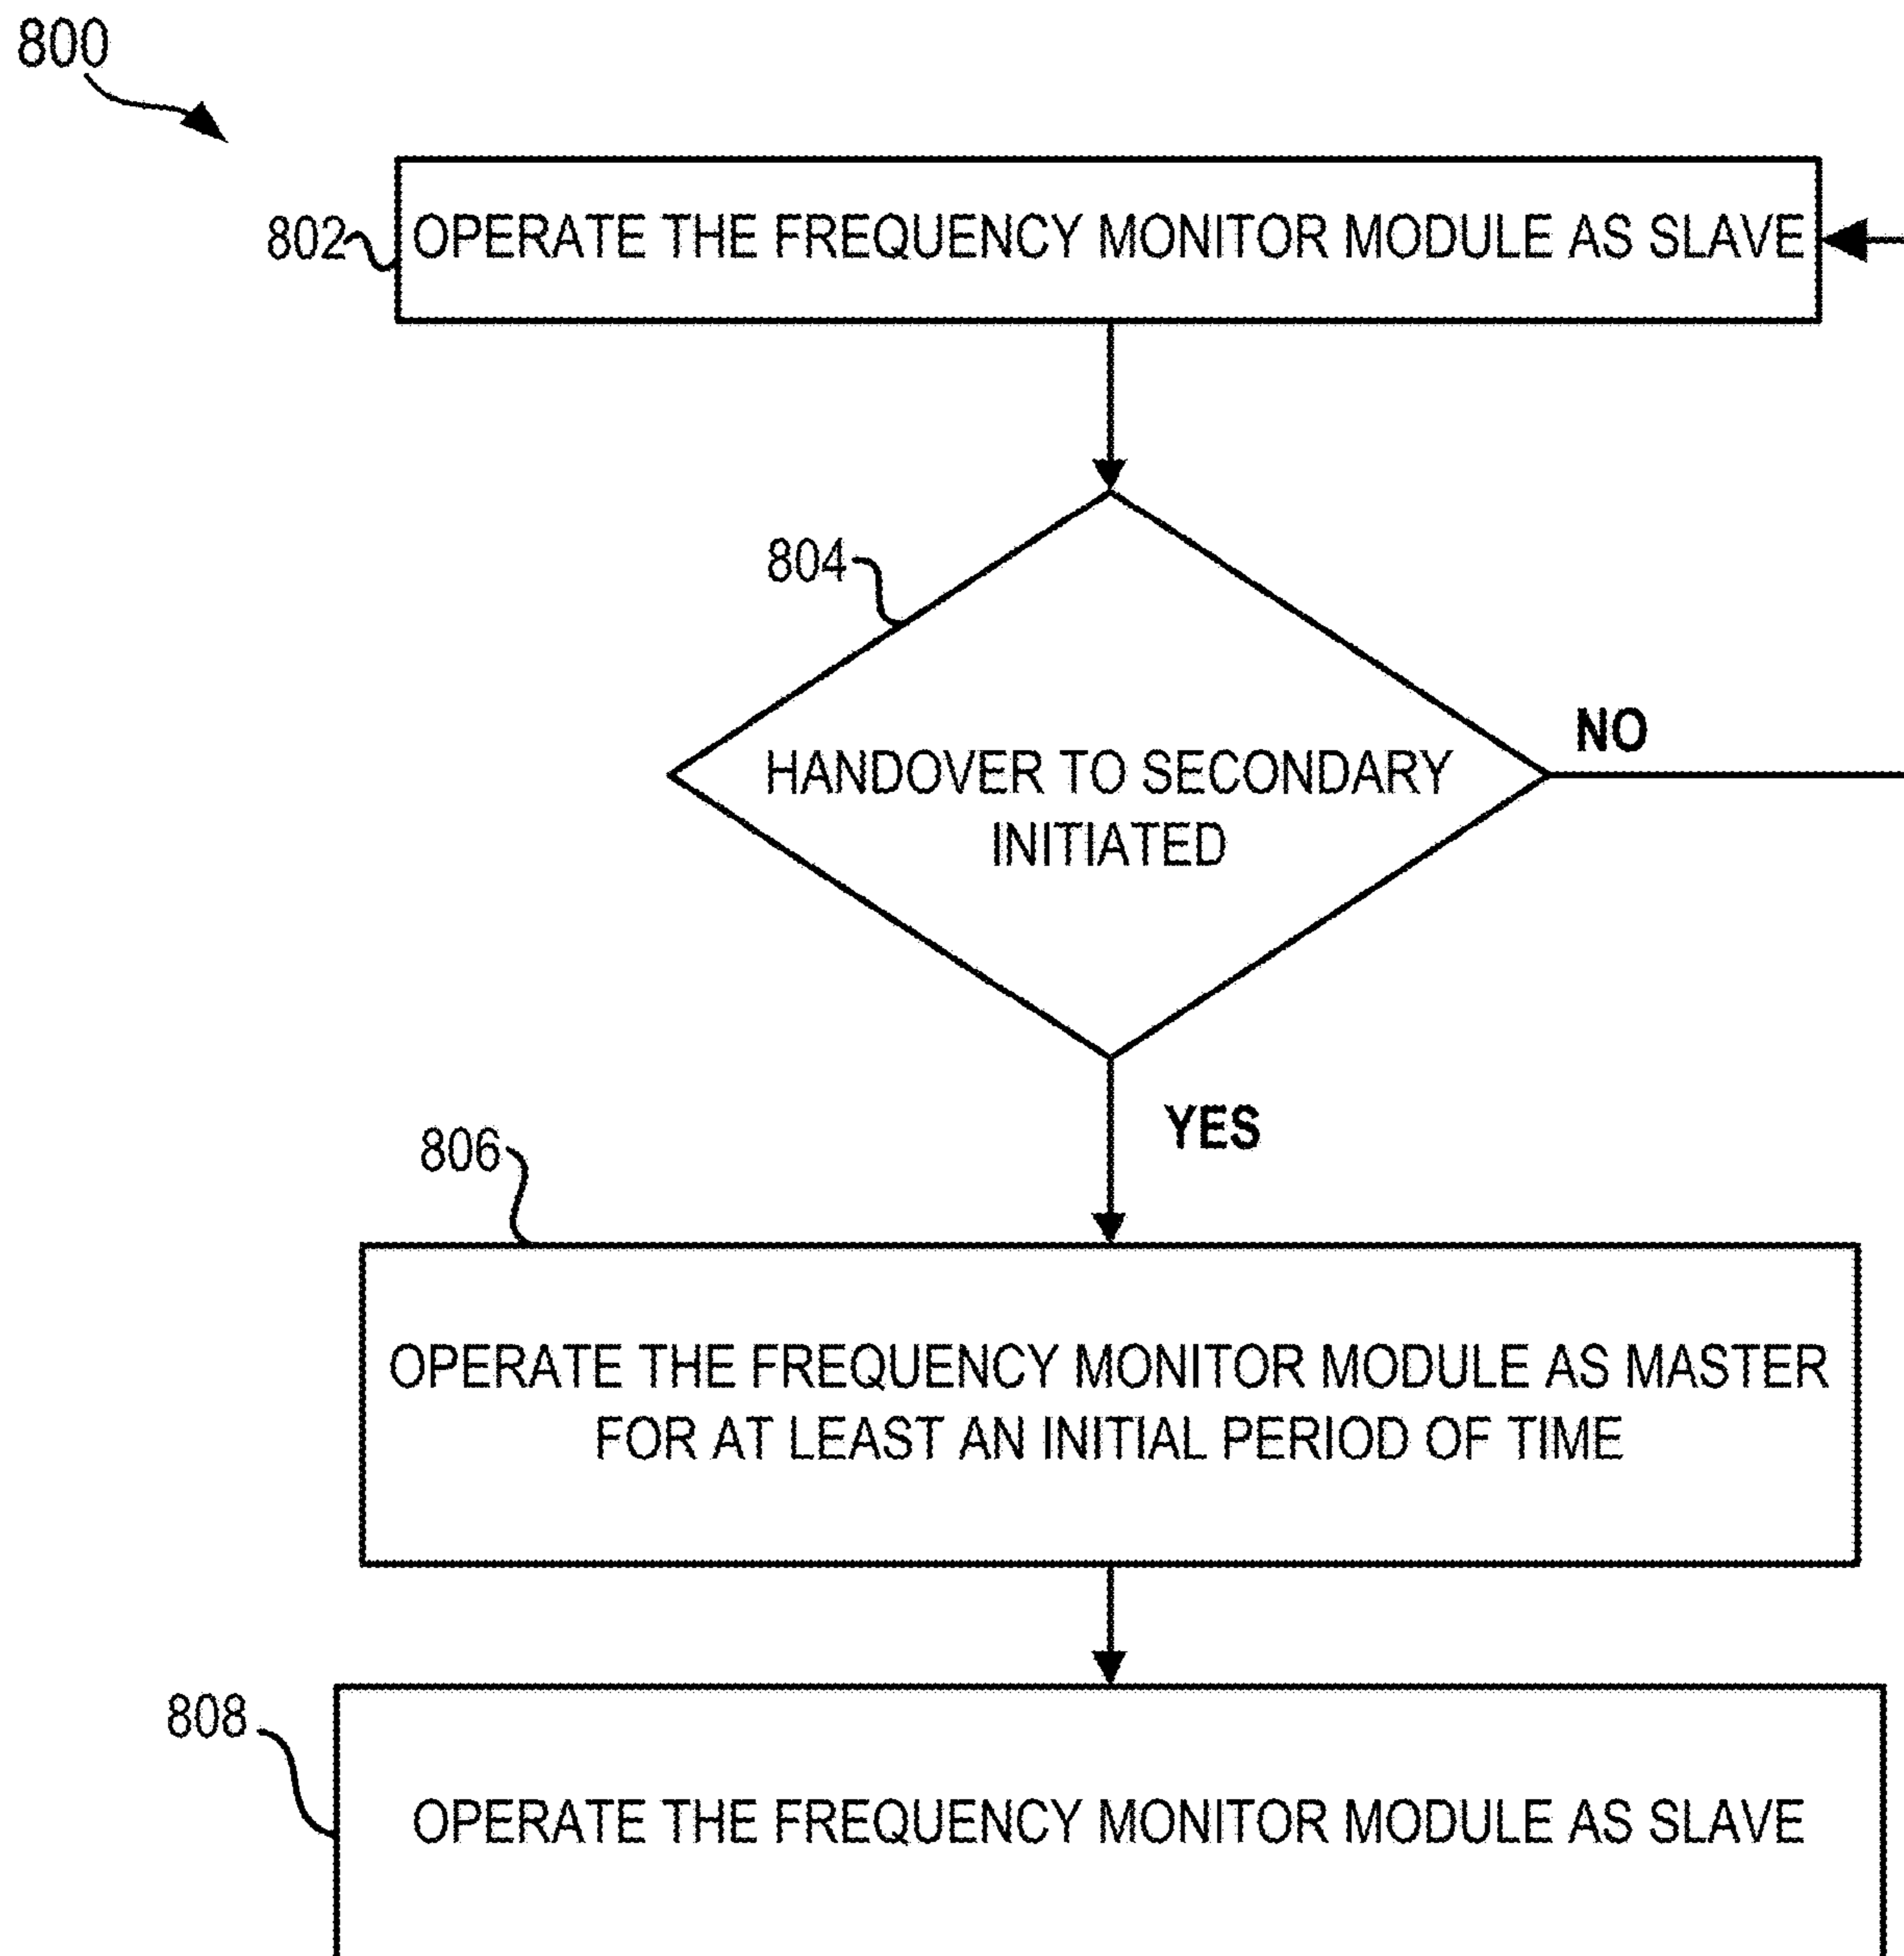 800
802
OPERATE THE FREQUENCY MONITOR MODULE AS SLAVE
804
HANDOVER TO SECONDARY
INITIATED
NO
YES
806
OPERATE THE FREQUENCY MONITOR MODULE AS MASTER
FOR AT LEAST AN INITIAL PERIOD OF TIME
808
OPERATE THE FREQUENCY MONITOR MODULE AS SLAVE